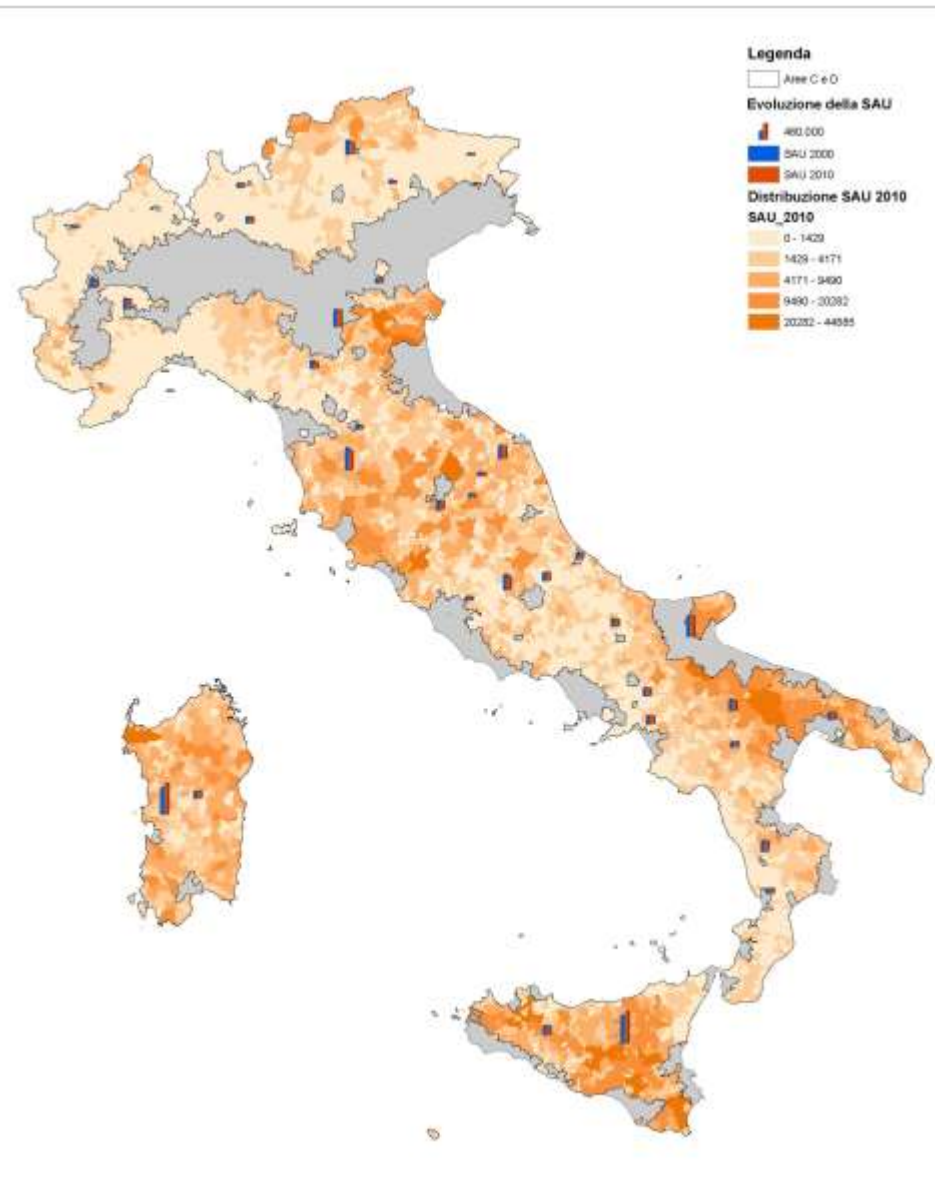 Legenda
Aree C e D
Evoluzione della SAU
460.000
SAU 2000
SAU 2010
Distribuzione SAU 2010
SAU_2010
0 - 1429
1429 - 4171
4171 - 9490
9490 - 20282
20282 - 44685